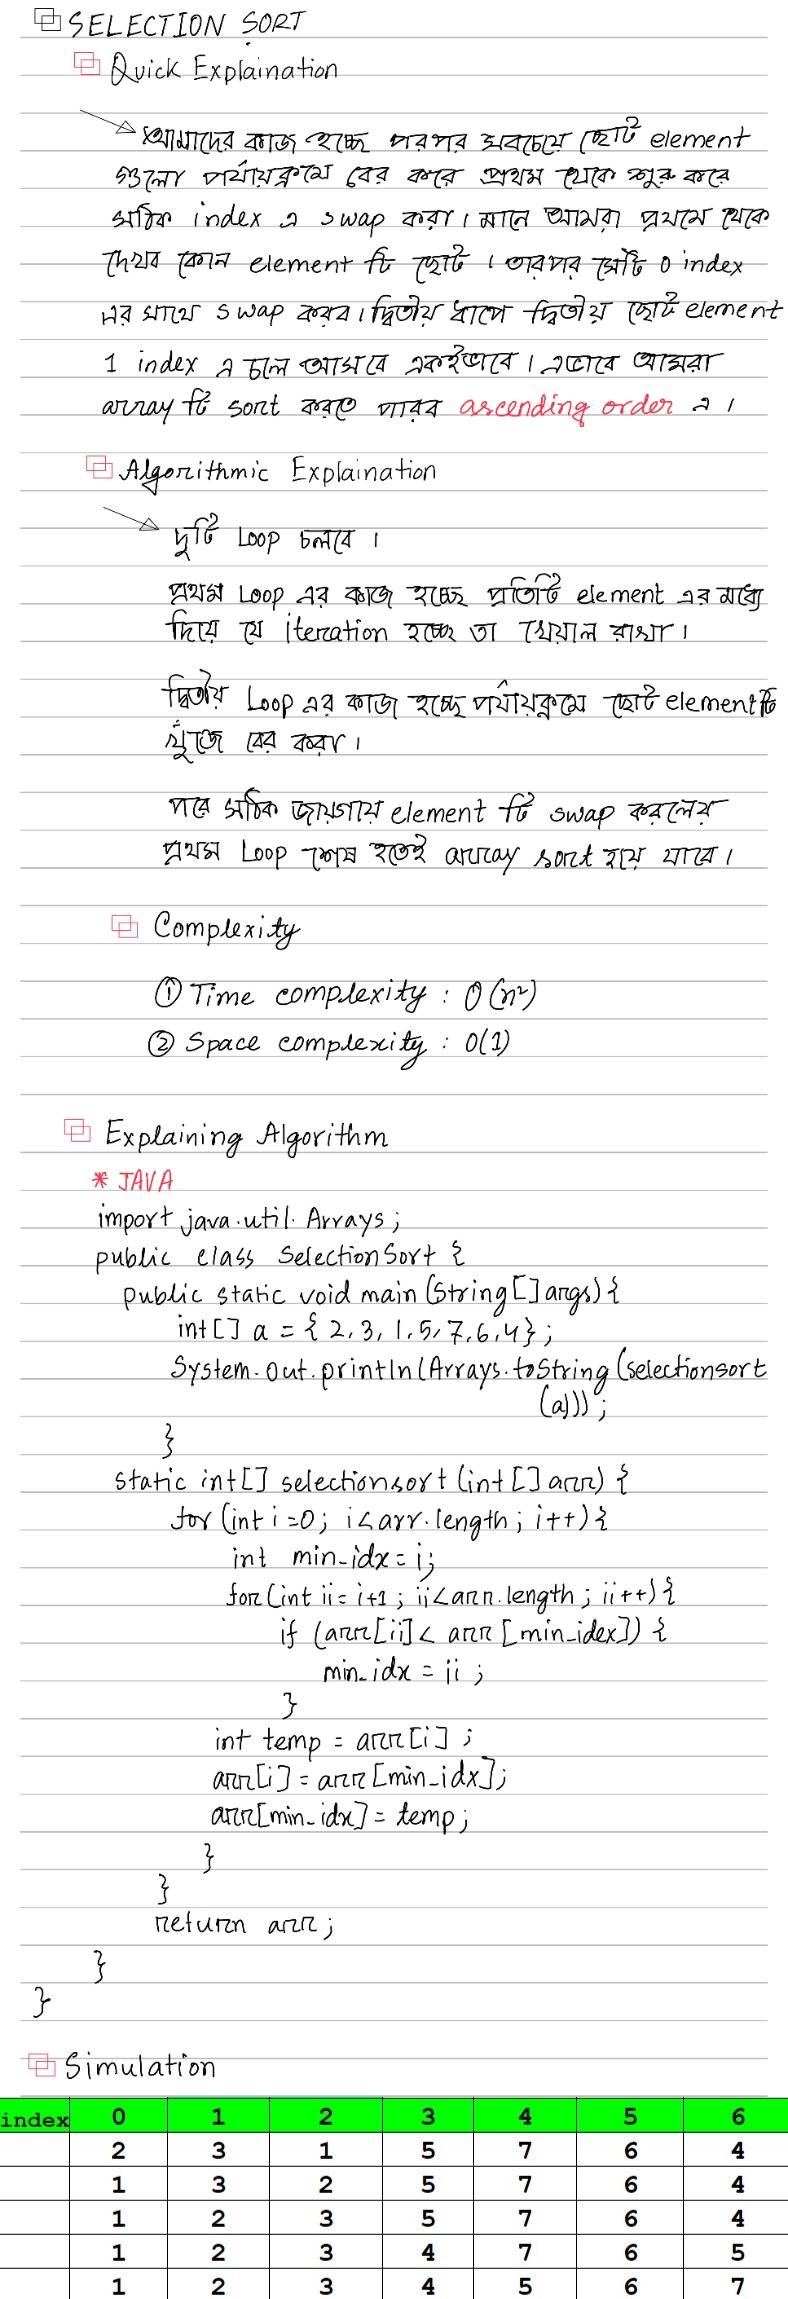 SELECTION SORT
Quick Explaination
আমাদের কাজ হচ্ছে পরপর সবচেয়ে ছোট element
গুলো পর্যায়ক্রমে বের করে প্রথম থেকে শুরু করে
সঠিক index এ swap করা। মানে আমরা প্রথমে থেকে
দেখব কোন element টি ছোট। তারপর সেটি 0 index
এর সাথে swap করব। দ্বিতীয় ধাপে দ্বিতীয় ছোট element
1 index এ চলে আসবে একইভাবে। এভাবে আমরা
array টি sort করতে পারব ascending order এ।
Algorithmic Explaination
দুটি Loop চলবে।
প্রথম Loop এর কাজ হচ্ছে প্রতিটি element এর মধ্যে
দিয়ে যে iteration হচ্ছে তা খেয়াল রাখা।
দ্বিতীয় Loop এর কাজ হচ্ছে পর্যায়ক্রমে ছোট element টি
খুঁজে বের করা।
পরে সঠিক জায়গায় element টি swap করলেই
প্রথম Loop শেষ হতেই array sort হয়ে যাবে।
Complexity
① Time complexity : O(n²)
② Space complexity : O(1)
Explaining Algorithm
* JAVA
import java.util.Arrays;
public class SelectionSort {
public static void main (String[] args) {
int[] a = { 2, 3, 1, 5, 7, 6, 4 };
System.out.println(Arrays.toString(selectionsort
(a)));
}
static int[] selectionsort (int[] arr) {
for (int i=0; i<arr.length; i++) {
int min_idx = i;
for (int ii= i+1 ; ii<arr.length ; ii++) {
if (arr[ii] < arr [min_idex]) {
min_idx = ii ;
}
int temp = arr[i] ;
arr[i] = arr[min_idx];
arr[min_idx] = temp;
}
}
return arr;
}
}
Simulation
index 0 1 2 3 4 5 6
2 3 1 5 7 6 4
1 3 2 5 7 6 4
1 2 3 5 7 6 4
1 2 3 4 7 6 5
1 2 3 4 5 6 7